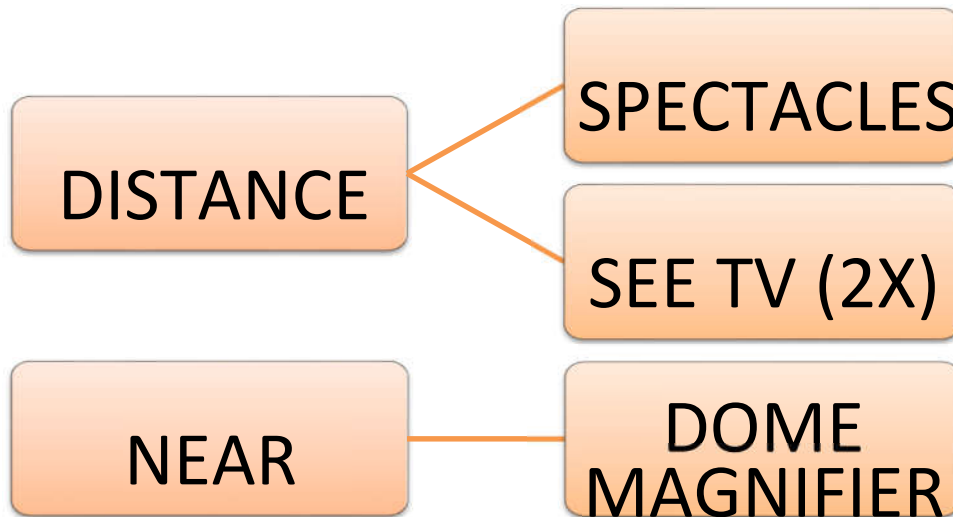 DISTANCE
SPECTACLES
SEE TV (2X)
NEAR
DOME
MAGNIFIER